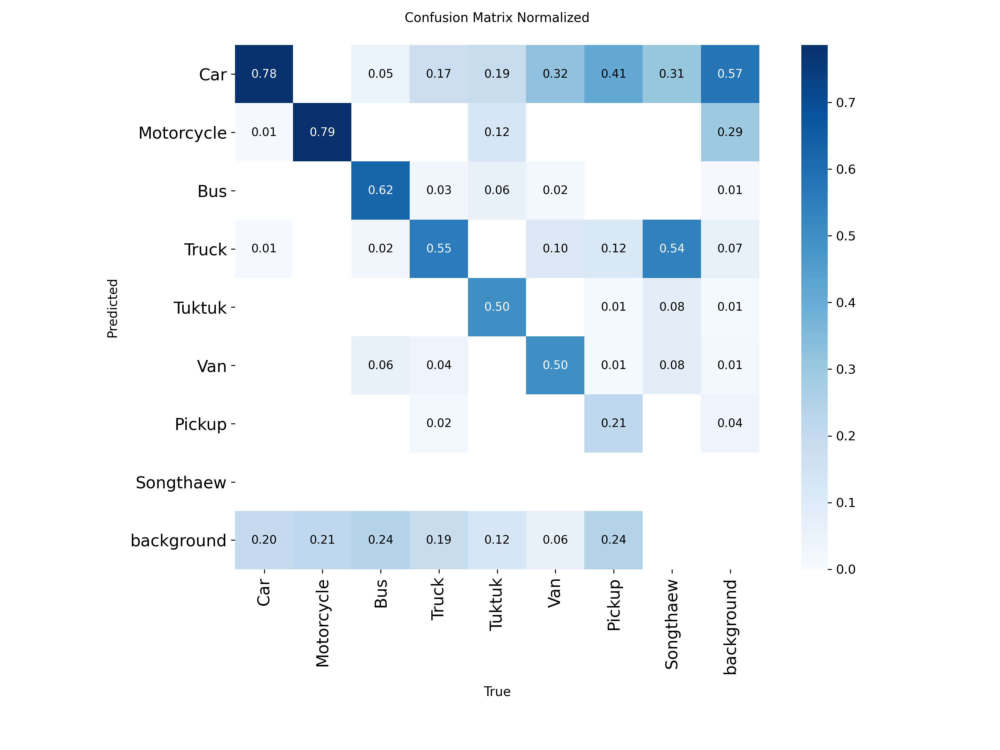 Confusion Matrix Normalized
Car 0.78 0.05 0.17 0.19 0.32 0.41 0.31 0.57
Motorcycle 0.01 0.79 0.12 0.29
Bus 0.62 0.03 0.06 0.02 0.01
Truck 0.01 0.02 0.55 0.10 0.12 0.54 0.07
Tuktuk 0.50 0.01 0.08 0.01
Van 0.06 0.04 0.50 0.01 0.08 0.01
Pickup 0.02 0.21 0.04
Songthaew
background 0.20 0.21 0.24 0.19 0.12 0.06 0.24
Predicted
Car Motorcycle Bus Truck Tuktuk Van Pickup Songthaew background
True
0.7
0.6
0.5
0.4
0.3
0.2
0.1
0.0